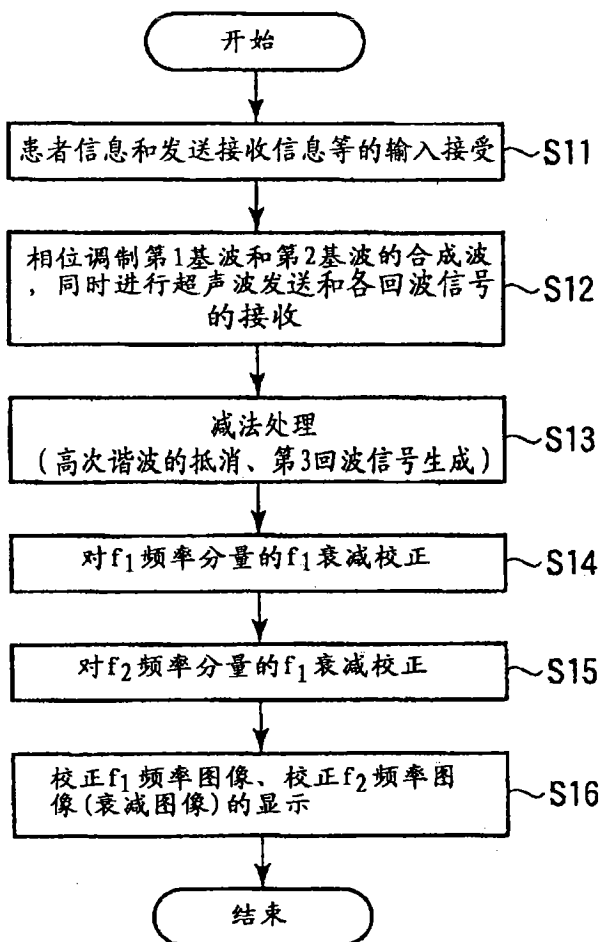 开始
患者信息和发送接收信息等的输入接受
S11
相位调制第1基波和第2基波的合成波
,同时进行超声波发送和各回波信号
的接收
S12
减法处理
(高次谐波的抵消、第3回波信号生成)
S13
对f1频率分量的f1衰减校正
S14
对f2频率分量的f1衰减校正
S15
校正f1频率图像、校正f2频率图
像(衰减图像)的显示
S16
结束